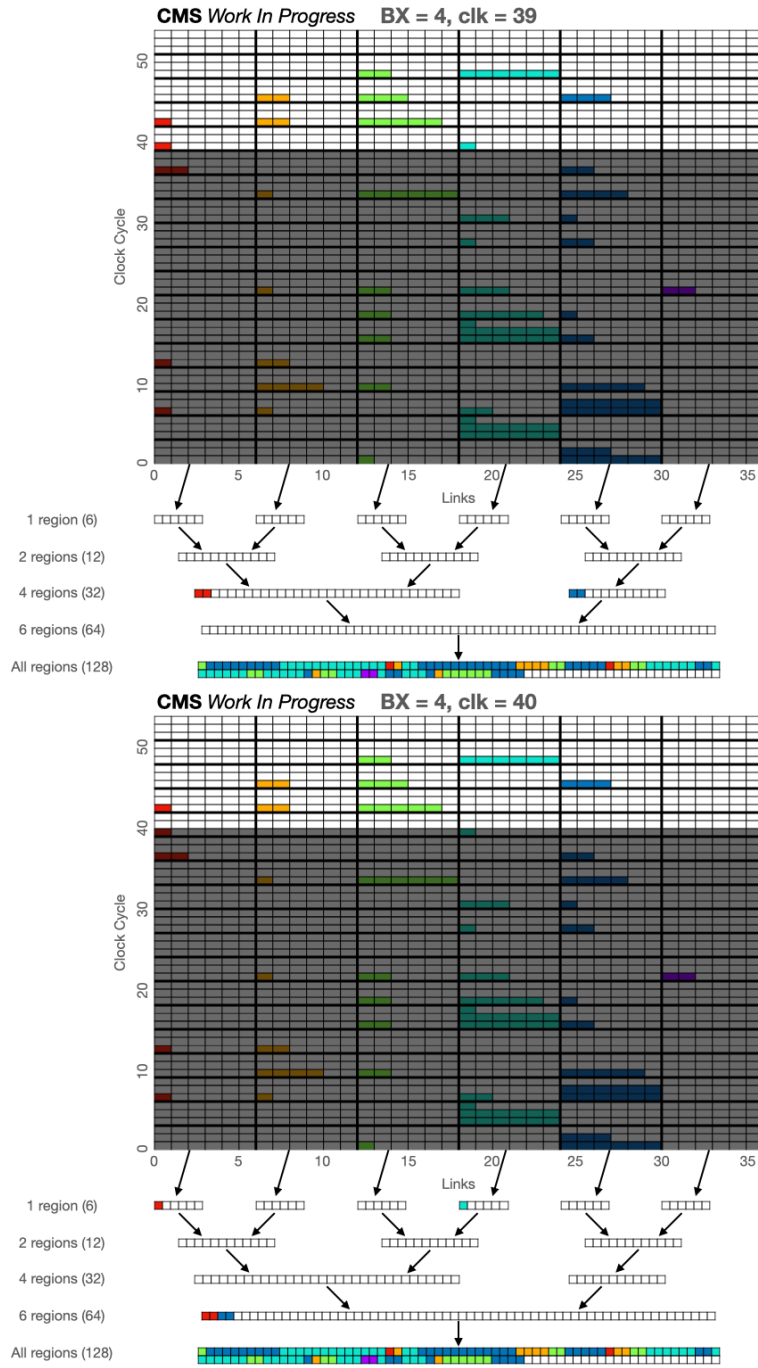 CMS Work In Progress BX = 4, clk = 39
50
40
30
20
10
0
Clock Cycle
0 5 10 15 20 25 30 35
Links
1 region (6)
2 regions (12)
4 regions (32)
6 regions (64)
All regions (128)
CMS Work In Progress BX = 4, clk = 40
50
40
30
20
10
0
Clock Cycle
0 5 10 15 20 25 30 35
Links
1 region (6)
2 regions (12)
4 regions (32)
6 regions (64)
All regions (128)